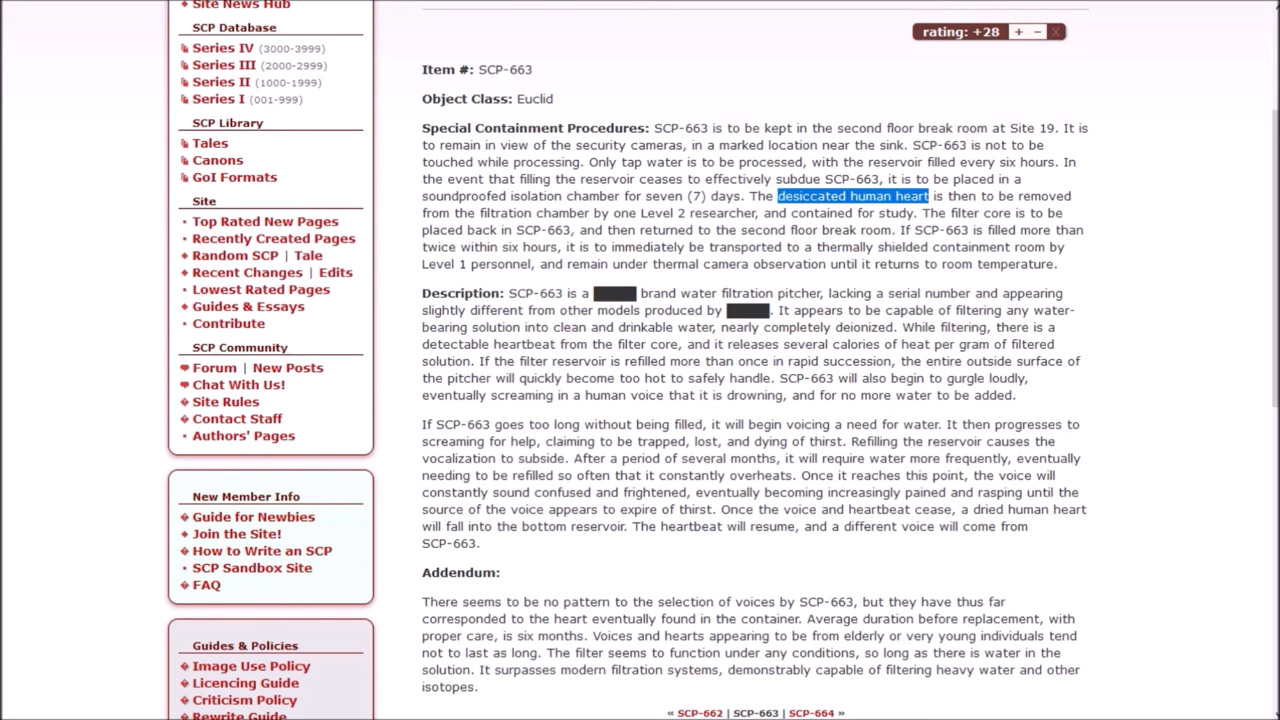 Site News Hub
SCP Database
Series IV (3000-3999)
Series III (2000-2999)
Series II (1000-1999)
Series I (001-999)
SCP Library
Tales
Canons
GoI Formats
Site
Top Rated New Pages
Recently Created Pages
Random SCP | Tale
Recent Changes | Edits
Lowest Rated Pages
Guides & Essays
Contribute
SCP Community
Forum | New Posts
Chat With Us!
Site Rules
Contact Staff
Authors' Pages
New Member Info
Guide for Newbies
Join the Site!
How to Write an SCP
SCP Sandbox Site
FAQ
Guides & Policies
Image Use Policy
Licencing Guide
Criticism Policy
Rewrite Guide
rating: +28 + − X
Item #: SCP-663
Object Class: Euclid
Special Containment Procedures: SCP-663 is to be kept in the second floor break room at Site 19. It is
to remain in view of the security cameras, in a marked location near the sink. SCP-663 is not to be
touched while processing. Only tap water is to be processed, with the reservoir filled every six hours. In
the event that filling the reservoir ceases to effectively subdue SCP-663, it is to be placed in a
soundproofed isolation chamber for seven (7) days. The desiccated human heart is then to be removed
from the filtration chamber by one Level 2 researcher, and contained for study. The filter core is to be
placed back in SCP-663, and then returned to the second floor break room. If SCP-663 is filled more than
twice within six hours, it is to immediately be transported to a thermally shielded containment room by
Level 1 personnel, and remain under thermal camera observation until it returns to room temperature.
Description: SCP-663 is a █████ brand water filtration pitcher, lacking a serial number and appearing
slightly different from other models produced by █████. It appears to be capable of filtering any water-
bearing solution into clean and drinkable water, nearly completely deionized. While filtering, there is a
detectable heartbeat from the filter core, and it releases several calories of heat per gram of filtered
solution. If the filter reservoir is refilled more than once in rapid succession, the entire outside surface of
the pitcher will quickly become too hot to safely handle. SCP-663 will also begin to gurgle loudly,
eventually screaming in a human voice that it is drowning, and for no more water to be added.
If SCP-663 goes too long without being filled, it will begin voicing a need for water. It then progresses to
screaming for help, claiming to be trapped, lost, and dying of thirst. Refilling the reservoir causes the
vocalization to subside. After a period of several months, it will require water more frequently, eventually
needing to be refilled so often that it constantly overheats. Once it reaches this point, the voice will
constantly sound confused and frightened, eventually becoming increasingly pained and rasping until the
source of the voice appears to expire of thirst. Once the voice and heartbeat cease, a dried human heart
will fall into the bottom reservoir. The heartbeat will resume, and a different voice will come from
SCP-663.
Addendum:
There seems to be no pattern to the selection of voices by SCP-663, but they have thus far
corresponded to the heart eventually found in the container. Average duration before replacement, with
proper care, is six months. Voices and hearts appearing to be from elderly or very young individuals tend
not to last as long. The filter seems to function under any conditions, so long as there is water in the
solution. It surpasses modern filtration systems, demonstrably capable of filtering heavy water and other
isotopes.
« SCP-662 | SCP-663 | SCP-664 »